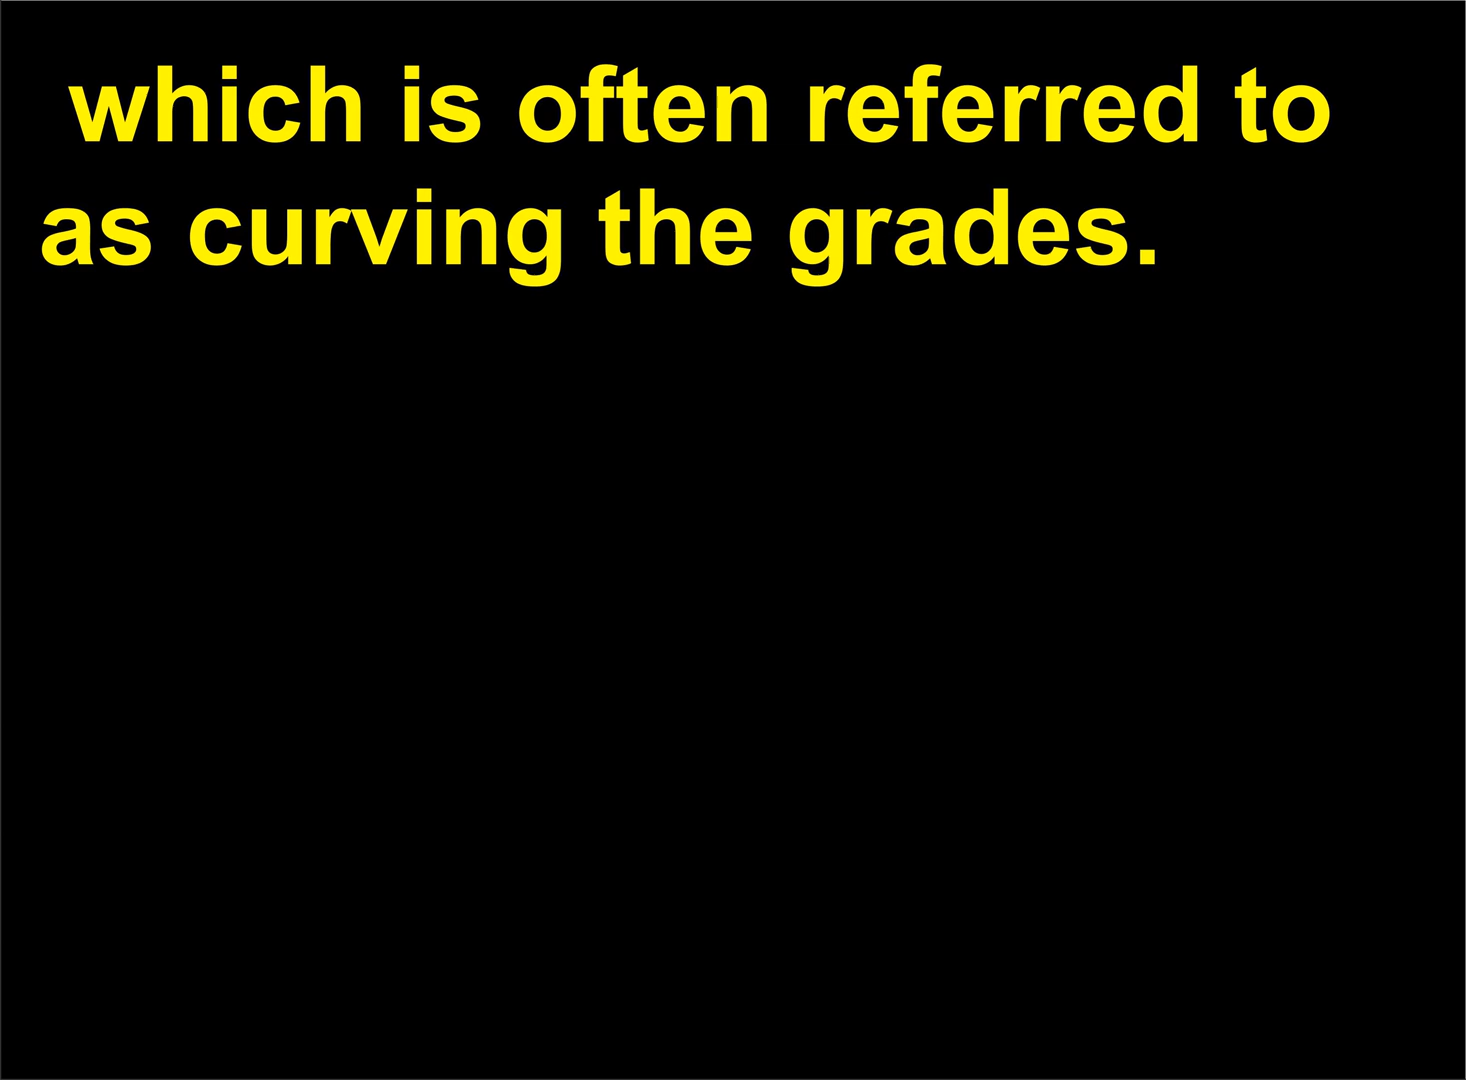 which is often referred to
as curving the grades.